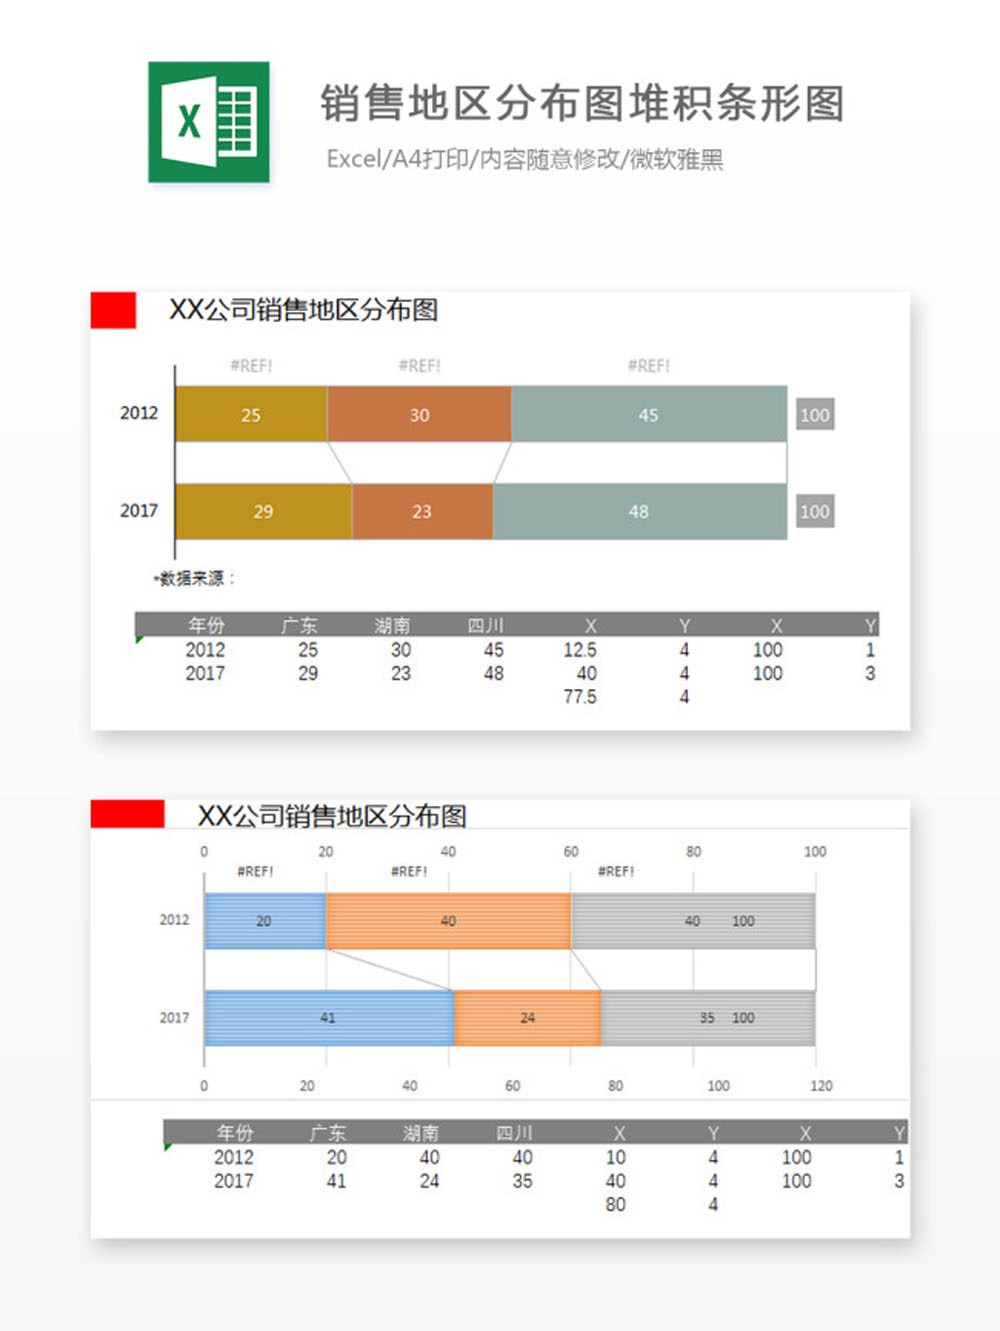 X
销售地区分布图堆积条形图
Excel/A4打印/内容随意修改/微软雅黑
XX公司销售地区分布图
#REF! #REF! #REF!
2012 25 30 45 100
2017 29 23 48 100
*数据来源：
年份 广东 湖南 四川 X Y X Y
2012 25 30 45 12.5 4 100 1
2017 29 23 48 40 4 100 3
77.5 4
XX公司销售地区分布图
0 20 40 60 80 100
#REF! #REF! #REF!
2012 20 40 40 100
2017 41 24 35 100
0 20 40 60 80 100 120
年份 广东 湖南 四川 X Y X Y
2012 20 40 40 10 4 100 1
2017 41 24 35 40 4 100 3
80 4